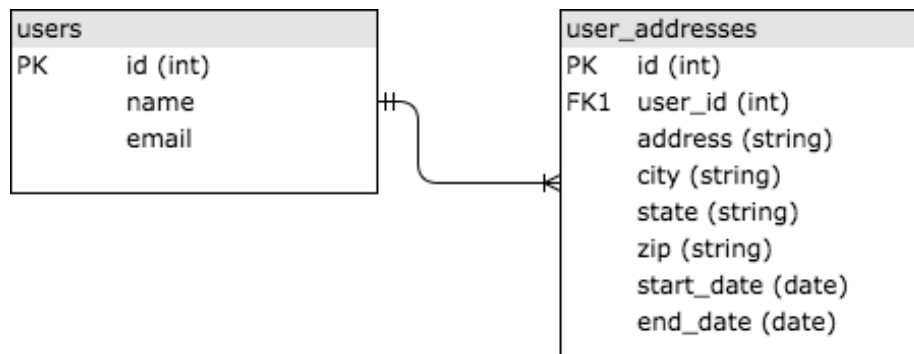 users
PK id (int)
name
email
user_addresses
PK id (int)
FK1 user_id (int)
address (string)
city (string)
state (string)
zip (string)
start_date (date)
end_date (date)